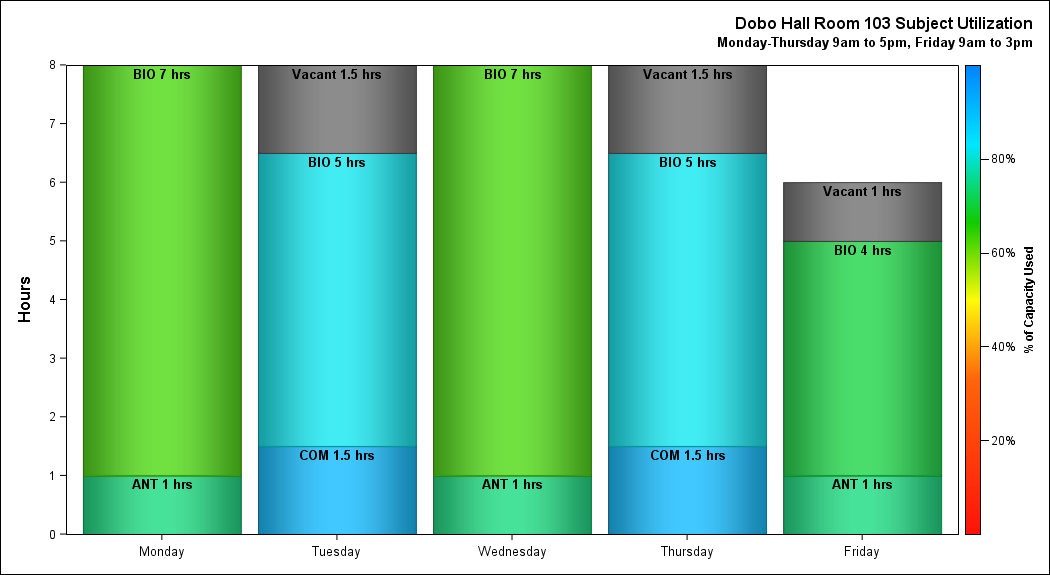 Dobo Hall Room 103 Subject Utilization
Monday-Thursday 9am to 5pm, Friday 9am to 3pm
Hours
8
7
6
5
4
3
2
1
0
BIO 7 hrs
ANT 1 hrs
Vacant 1.5 hrs
BIO 5 hrs
COM 1.5 hrs
BIO 7 hrs
ANT 1 hrs
Vacant 1.5 hrs
BIO 5 hrs
COM 1.5 hrs
Vacant 1 hrs
BIO 4 hrs
ANT 1 hrs
Monday
Tuesday
Wednesday
Thursday
Friday
80%
60%
40%
20%
% of Capacity Used